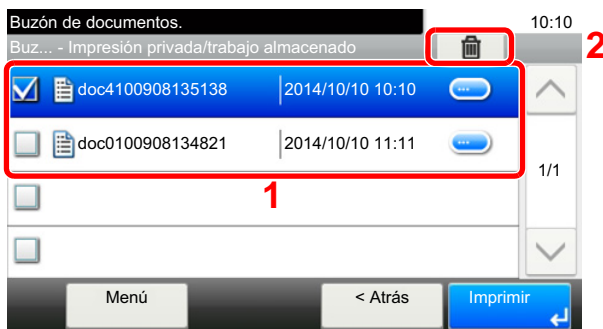 Buzón de documentos. 10:10
Buz... - Impresión privada/trabajo almacenado
2
doc4100908135138 2014/10/10 10:10
doc0100908134821 2014/10/10 11:11
1/1
1
Menú < Atrás Imprimir